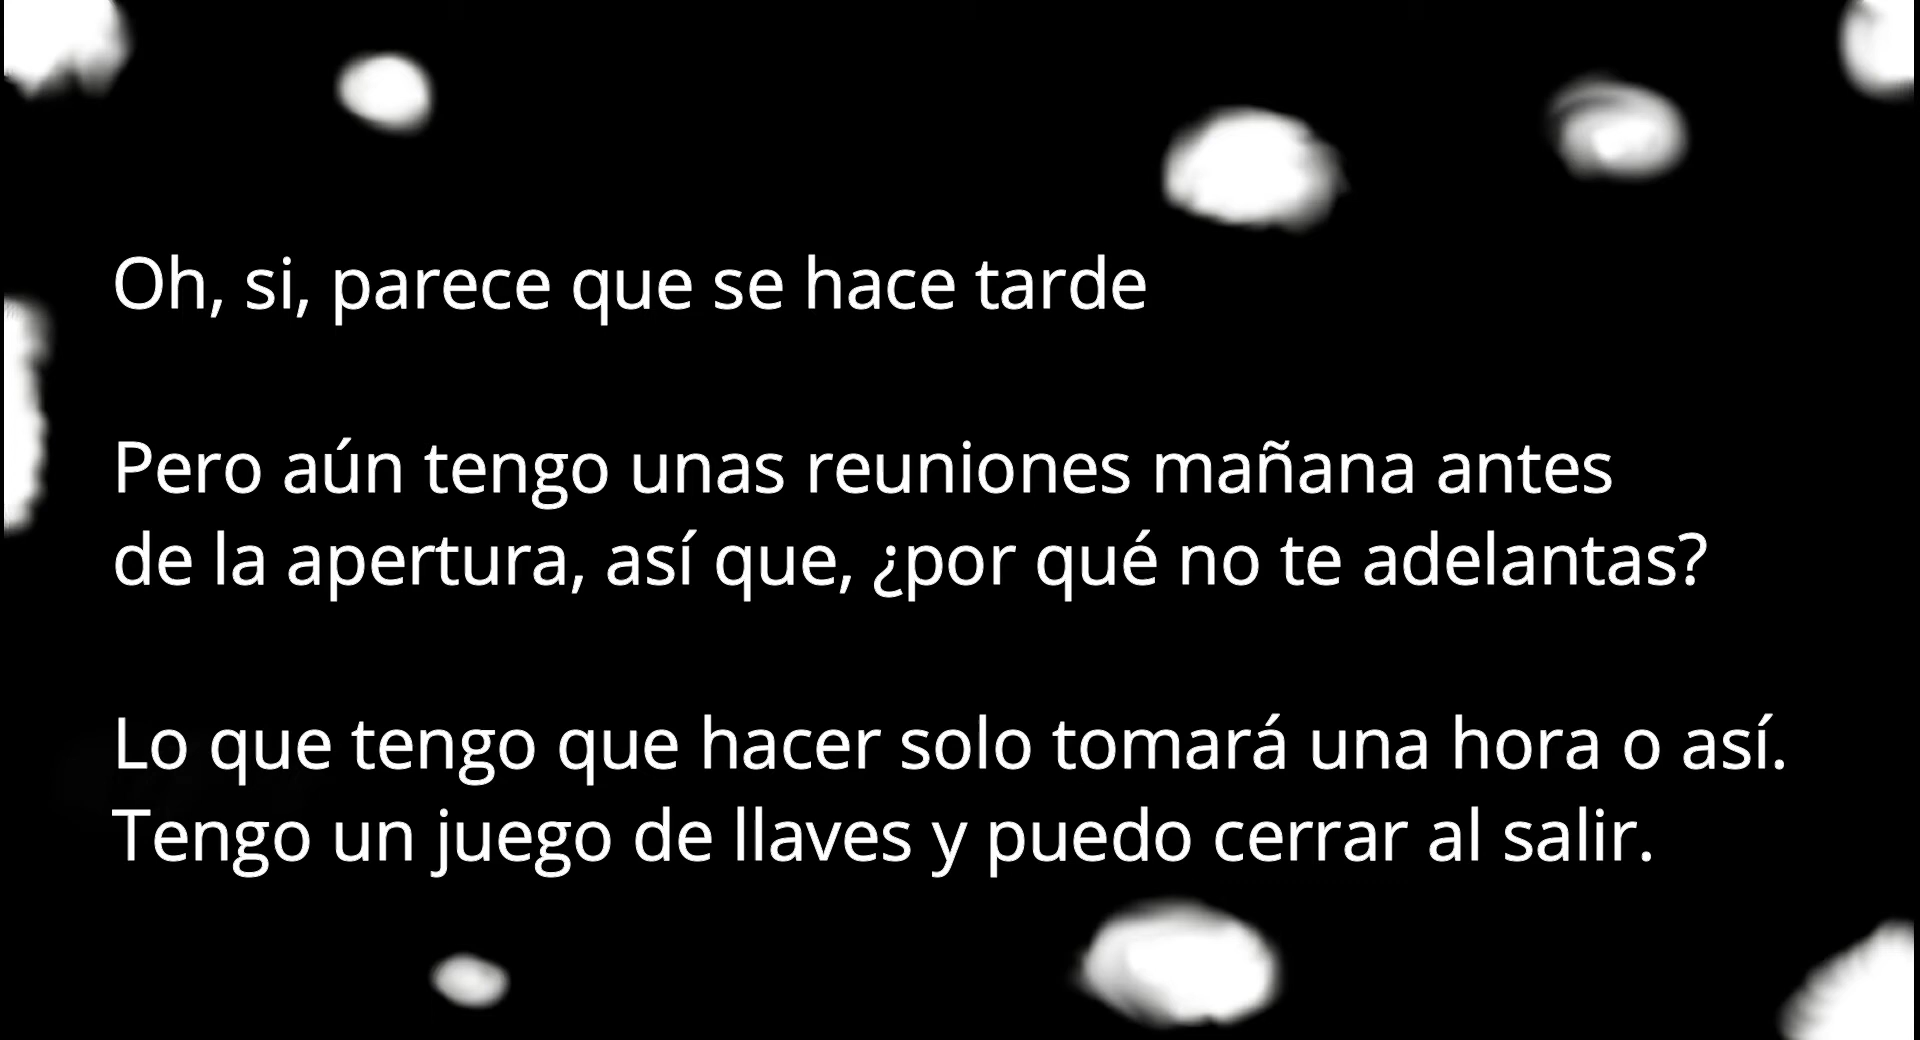 Oh, si, parece que se hace tarde
Pero aún tengo unas reuniones mañana antes
de la apertura, así que, ¿por qué no te adelantas?
Lo que tengo que hacer solo tomará una hora o así.
Tengo un juego de llaves y puedo cerrar al salir.